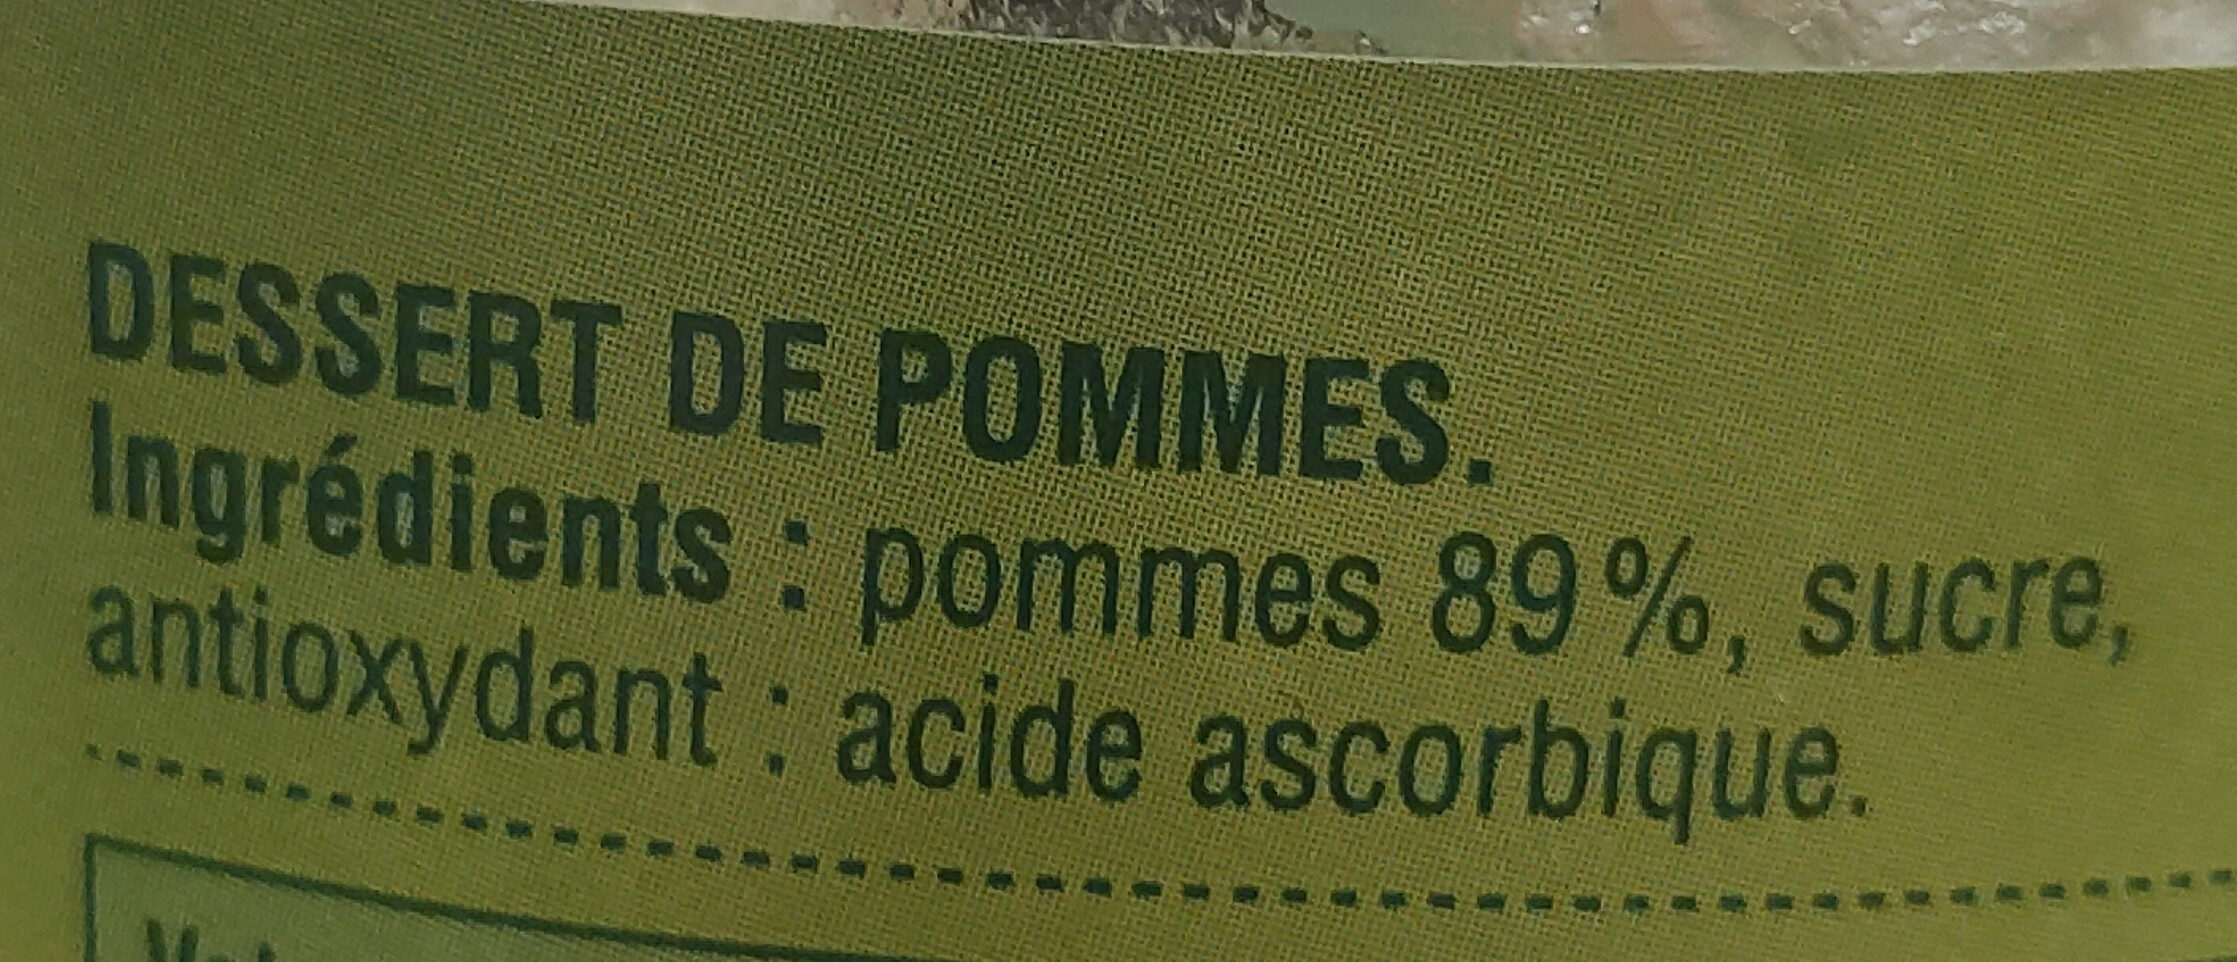 DESSERT DE POMMES.
Ingrédients : pommes 89 %, sucre,
antioxydant : acide ascorbique.